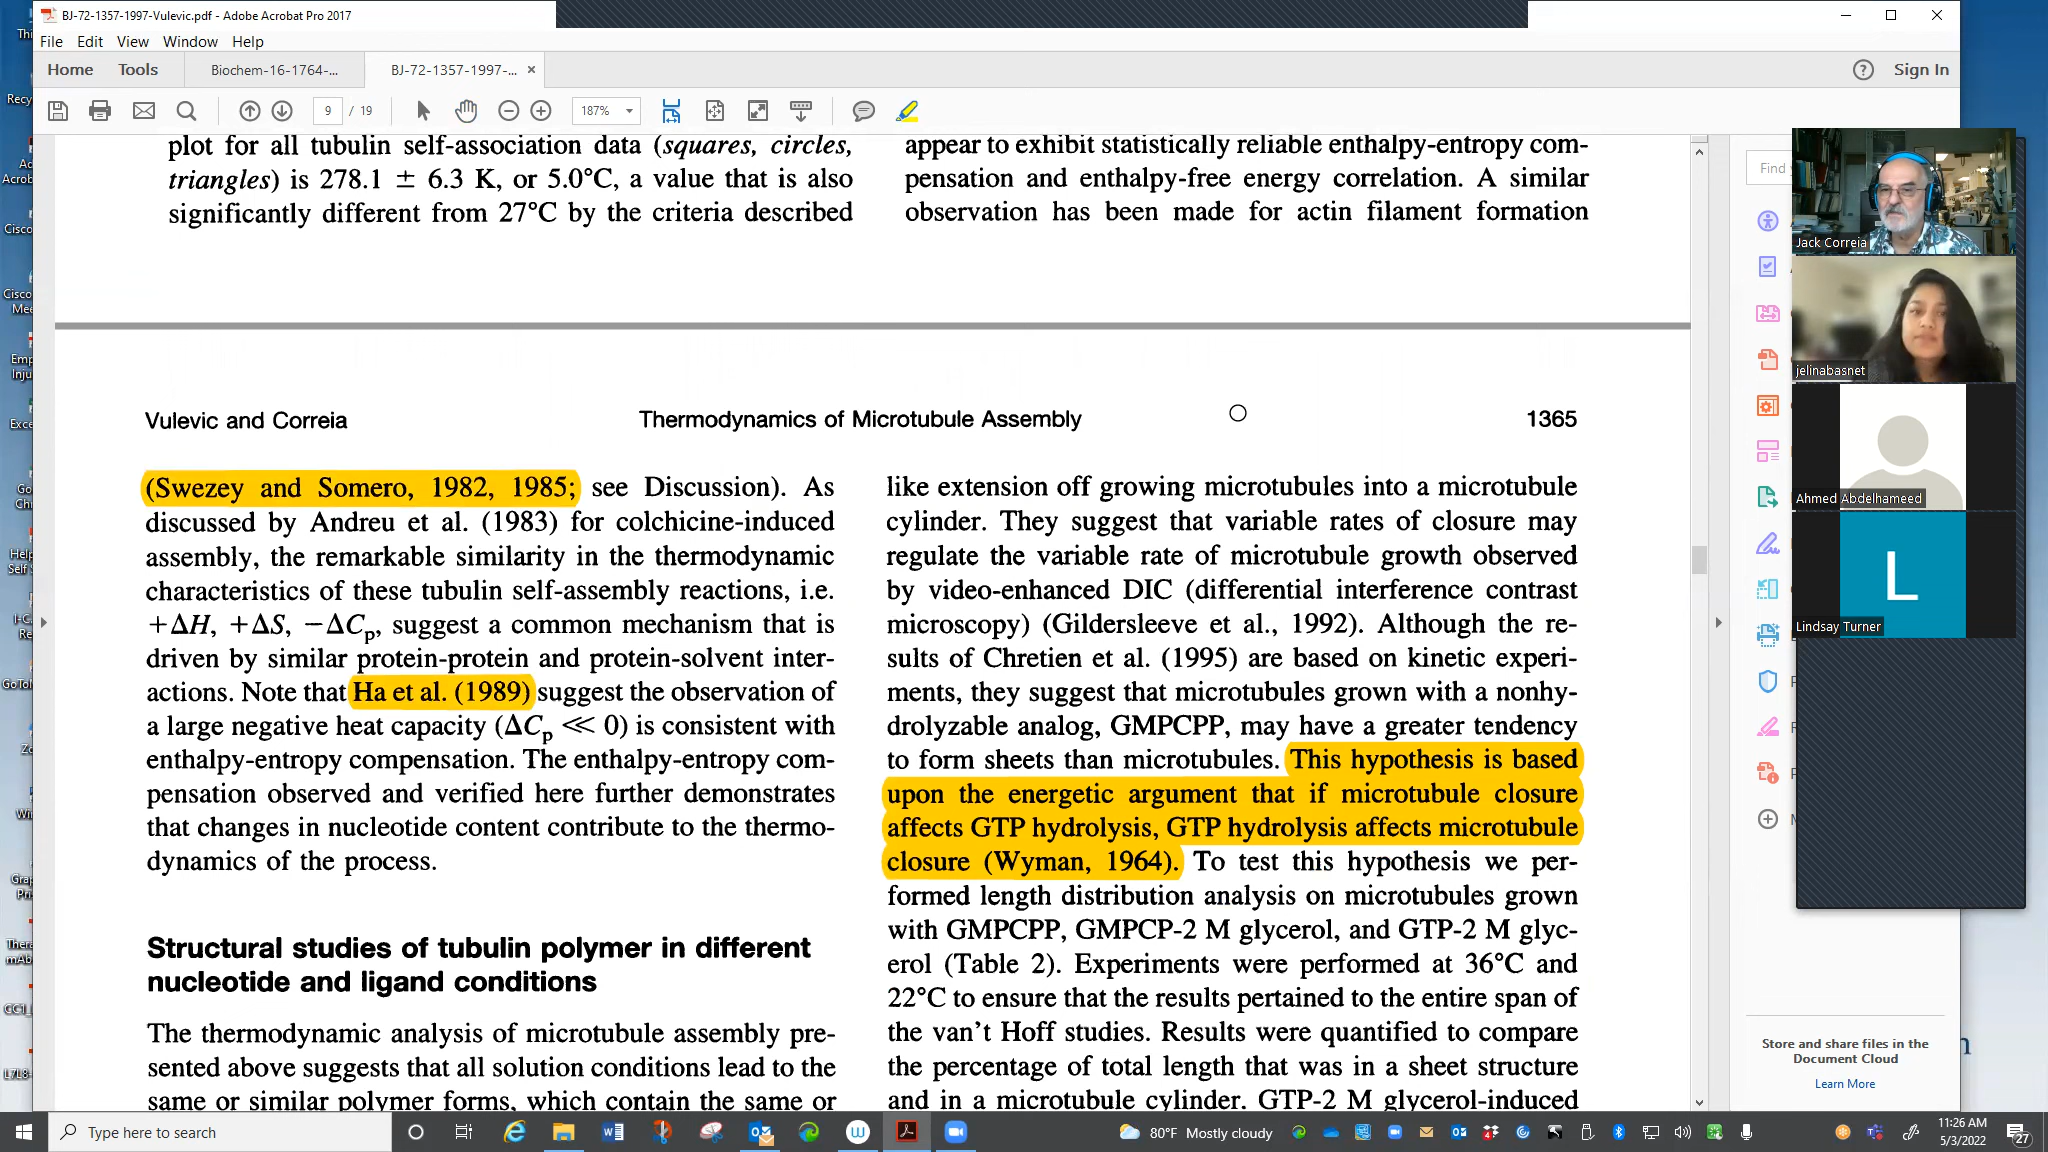 BJ-72-1357-1997-Vulevic.pdf - Adobe Acrobat Pro 2017
File Edit View Window Help
Home Tools Biochem-16-1764-... BJ-72-1357-1997-... × Sign In
9 / 19 187%
plot for all tubulin self-association data (squares, circles,
triangles) is 278.1 ± 6.3 K, or 5.0°C, a value that is also
significantly different from 27°C by the criteria described
appear to exhibit statistically reliable enthalpy-entropy com-
pensation and enthalpy-free energy correlation. A similar
observation has been made for actin filament formation
Vulevic and Correia Thermodynamics of Microtubule Assembly 1365
(Swezey and Somero, 1982, 1985; see Discussion). As
discussed by Andreu et al. (1983) for colchicine-induced
assembly, the remarkable similarity in the thermodynamic
characteristics of these tubulin self-assembly reactions, i.e.
+ΔH, +ΔS, −ΔCp, suggest a common mechanism that is
driven by similar protein-protein and protein-solvent inter-
actions. Note that Ha et al. (1989) suggest the observation of
a large negative heat capacity (ΔCp ≪ 0) is consistent with
enthalpy-entropy compensation. The enthalpy-entropy com-
pensation observed and verified here further demonstrates
that changes in nucleotide content contribute to the thermo-
dynamics of the process.
Structural studies of tubulin polymer in different
nucleotide and ligand conditions
The thermodynamic analysis of microtubule assembly pre-
sented above suggests that all solution conditions lead to the
same or similar polymer forms, which contain the same or
like extension off growing microtubules into a microtubule
cylinder. They suggest that variable rates of closure may
regulate the variable rate of microtubule growth observed
by video-enhanced DIC (differential interference contrast
microscopy) (Gildersleeve et al., 1992). Although the re-
sults of Chretien et al. (1995) are based on kinetic experi-
ments, they suggest that microtubules grown with a nonhy-
drolyzable analog, GMPCPP, may have a greater tendency
to form sheets than microtubules. This hypothesis is based
upon the energetic argument that if microtubule closure
affects GTP hydrolysis, GTP hydrolysis affects microtubule
closure (Wyman, 1964). To test this hypothesis we per-
formed length distribution analysis on microtubules grown
with GMPCPP, GMPCP-2 M glycerol, and GTP-2 M glyc-
erol (Table 2). Experiments were performed at 36°C and
22°C to ensure that the results pertained to the entire span of
the van't Hoff studies. Results were quantified to compare
the percentage of total length that was in a sheet structure
and in a microtubule cylinder. GTP-2 M glycerol-induced
Find
Jack Correia
jelinabasnet
Ahmed Abdelhameed
L
Lindsay Turner
Store and share files in the
Document Cloud
Learn More
Type here to search
80°F Mostly cloudy
11:26 AM
5/3/2022
27